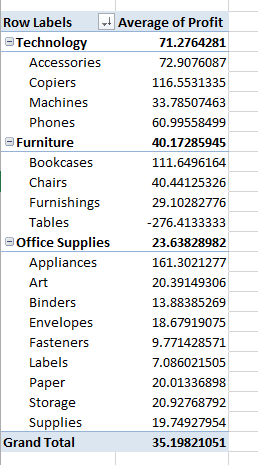 Row Labels Average of Profit
Technology 71.2764281
Accessories 72.9076087
Copiers 116.5531335
Machines 33.78507463
Phones 60.99558499
Furniture 40.17285945
Bookcases 111.6496164
Chairs 40.44125326
Furnishings 29.10282776
Tables -276.4133333
Office Supplies 23.63828982
Appliances 161.3021277
Art 20.39149306
Binders 13.88385269
Envelopes 18.67919075
Fasteners 9.771428571
Labels 7.086021505
Paper 20.01336898
Storage 20.92768792
Supplies 19.74927954
Grand Total 35.19821051